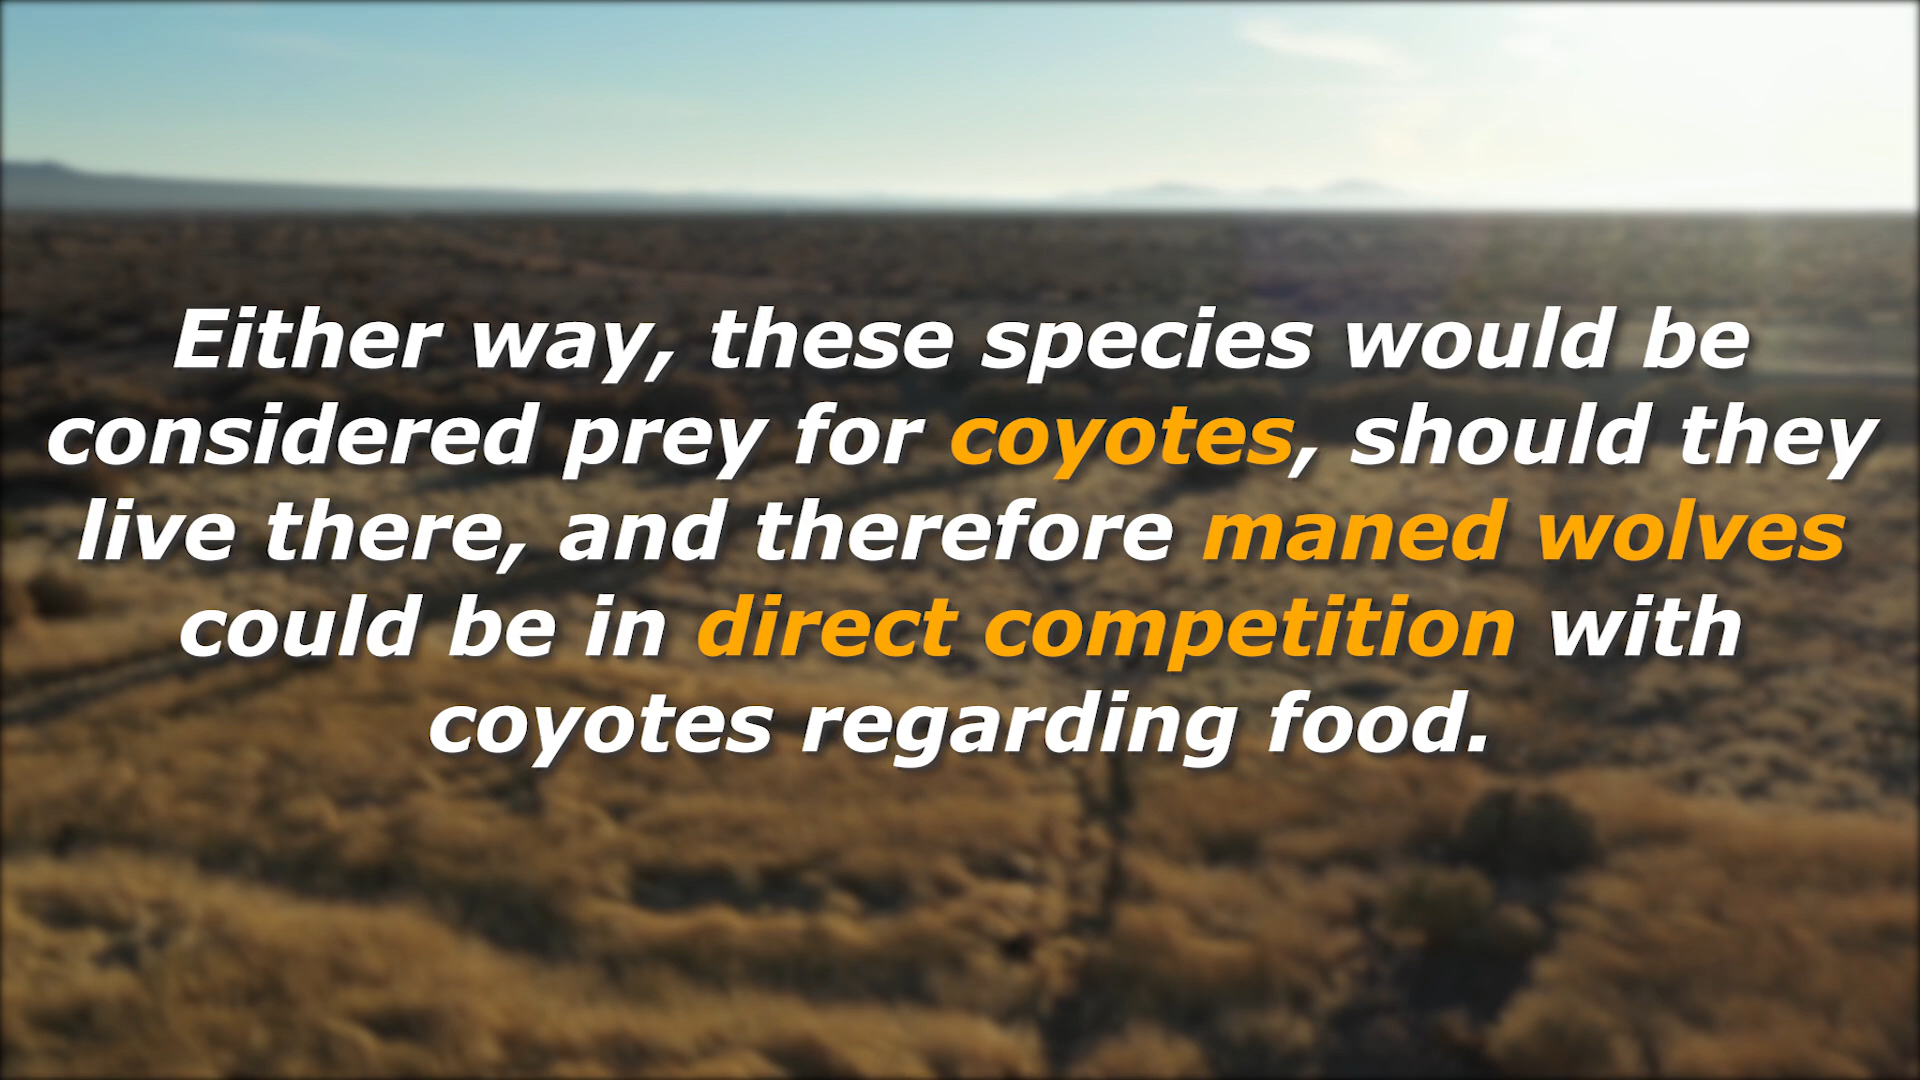 Either way, these species would be
considered prey for coyotes, should they
live there, and therefore maned wolves
could be in direct competition with
coyotes regarding food.